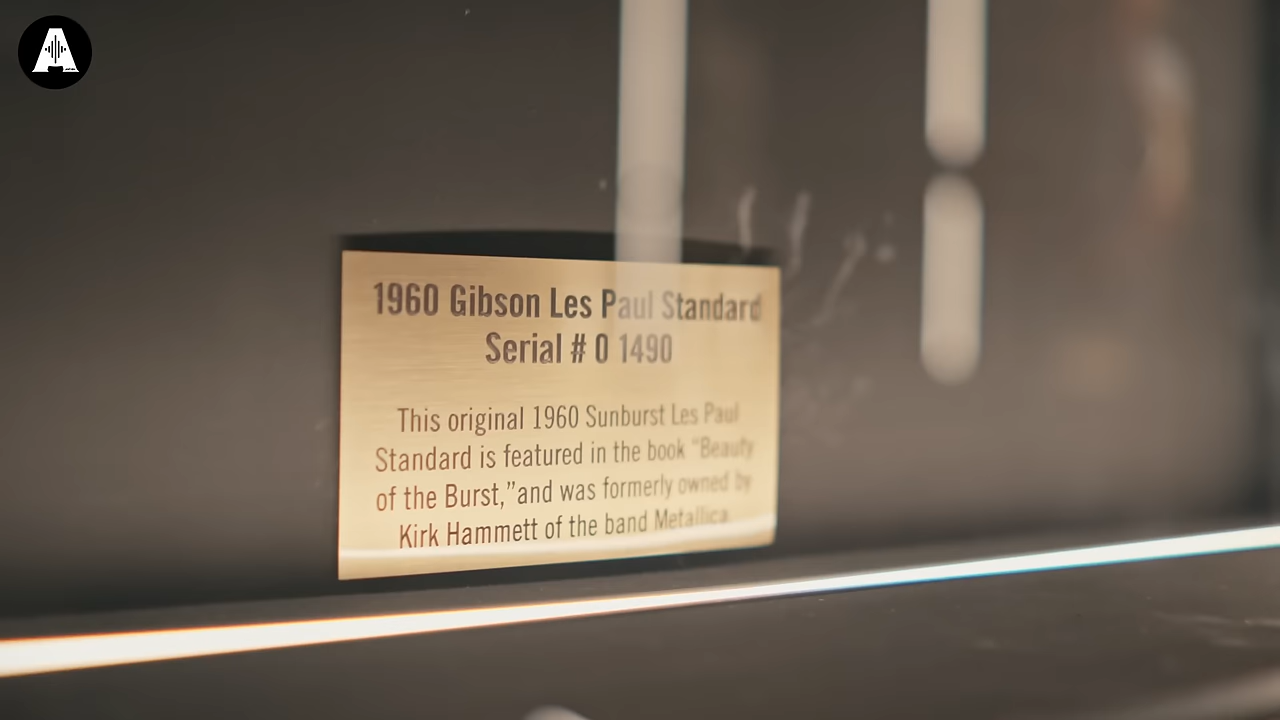 1960 Gibson Les Paul Standard
Serial # 0 1490
This original 1960 Sunburst Les Paul
Standard is featured in the book “Beauty
of the Burst,”and was formerly owned by
Kirk Hammett of the band Metallica